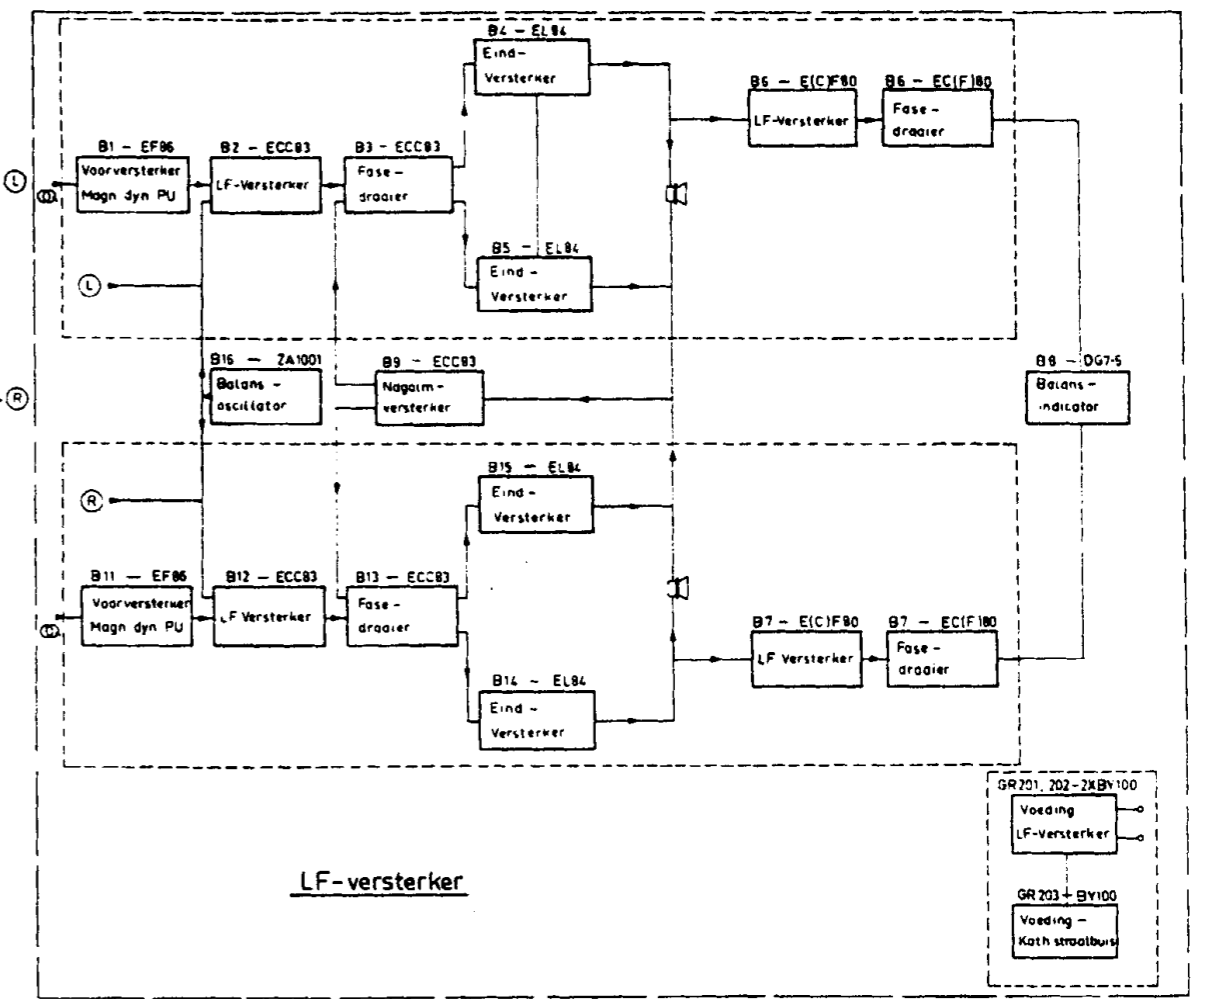 B4 - EL84
Eind-
Versterker
B6 - E(C)F80
LF-Versterker
B6 - EC(F)80
Fase-
draaier
B1 - EF86
Voorversterker
Magn dyn PU
B2 - ECC83
LF-Versterker
B3 - ECC83
Fase-
draaier
L
B5 - EL84
Eind-
Versterker
L
B16 - ZA1001
Balans-
oscillator
B9 - ECC83
Nagalm-
versterker
B8 - DG7-5
Balans-
indicator
R
B15 - EL84
Eind-
Versterker
R
B11 - EF86
Voorversterker
Magn dyn PU
B12 - ECC83
LF Versterker
B13 - ECC83
Fase-
draaier
B7 - E(C)F80
LF Versterker
B7 - EC(F)80
Fase-
draaier
B14 - EL84
Eind-
Versterker
GR201, 202-2XBY100
Voeding
LF-Versterker
LF-versterker
GR203-BY100
Voeding-
Kath straalbuis